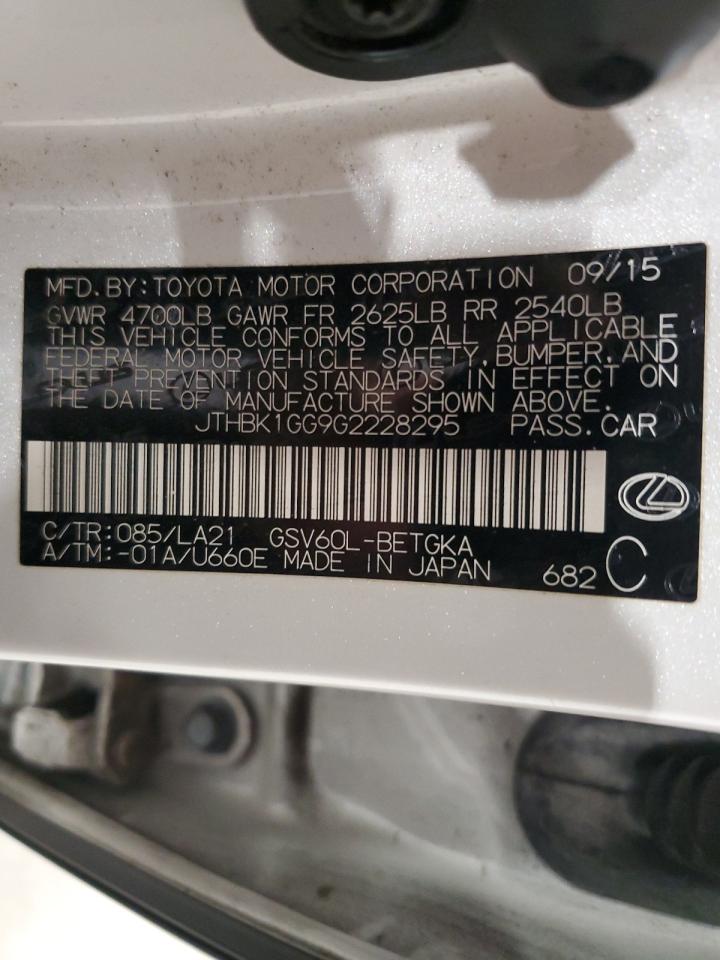 MFD.BY:TOYOTA MOTOR CORPORATION 09/15
GVWR 4700LB GAWR FR 2625LB RR 2540LB
THIS VEHICLE CONFORMS TO ALL APPLICABLE
FEDERAL MOTOR VEHICLE SAFETY, BUMPER, AND
THEFT PREVENTION STANDARDS IN EFFECT ON
THE DATE OF MANUFACTURE SHOWN ABOVE.
JTHBK1GG9G2228295 PASS.CAR
C/TR:085/LA21 GSV60L-BETGKA
A/TM:-01A/U660E MADE IN JAPAN 682 C